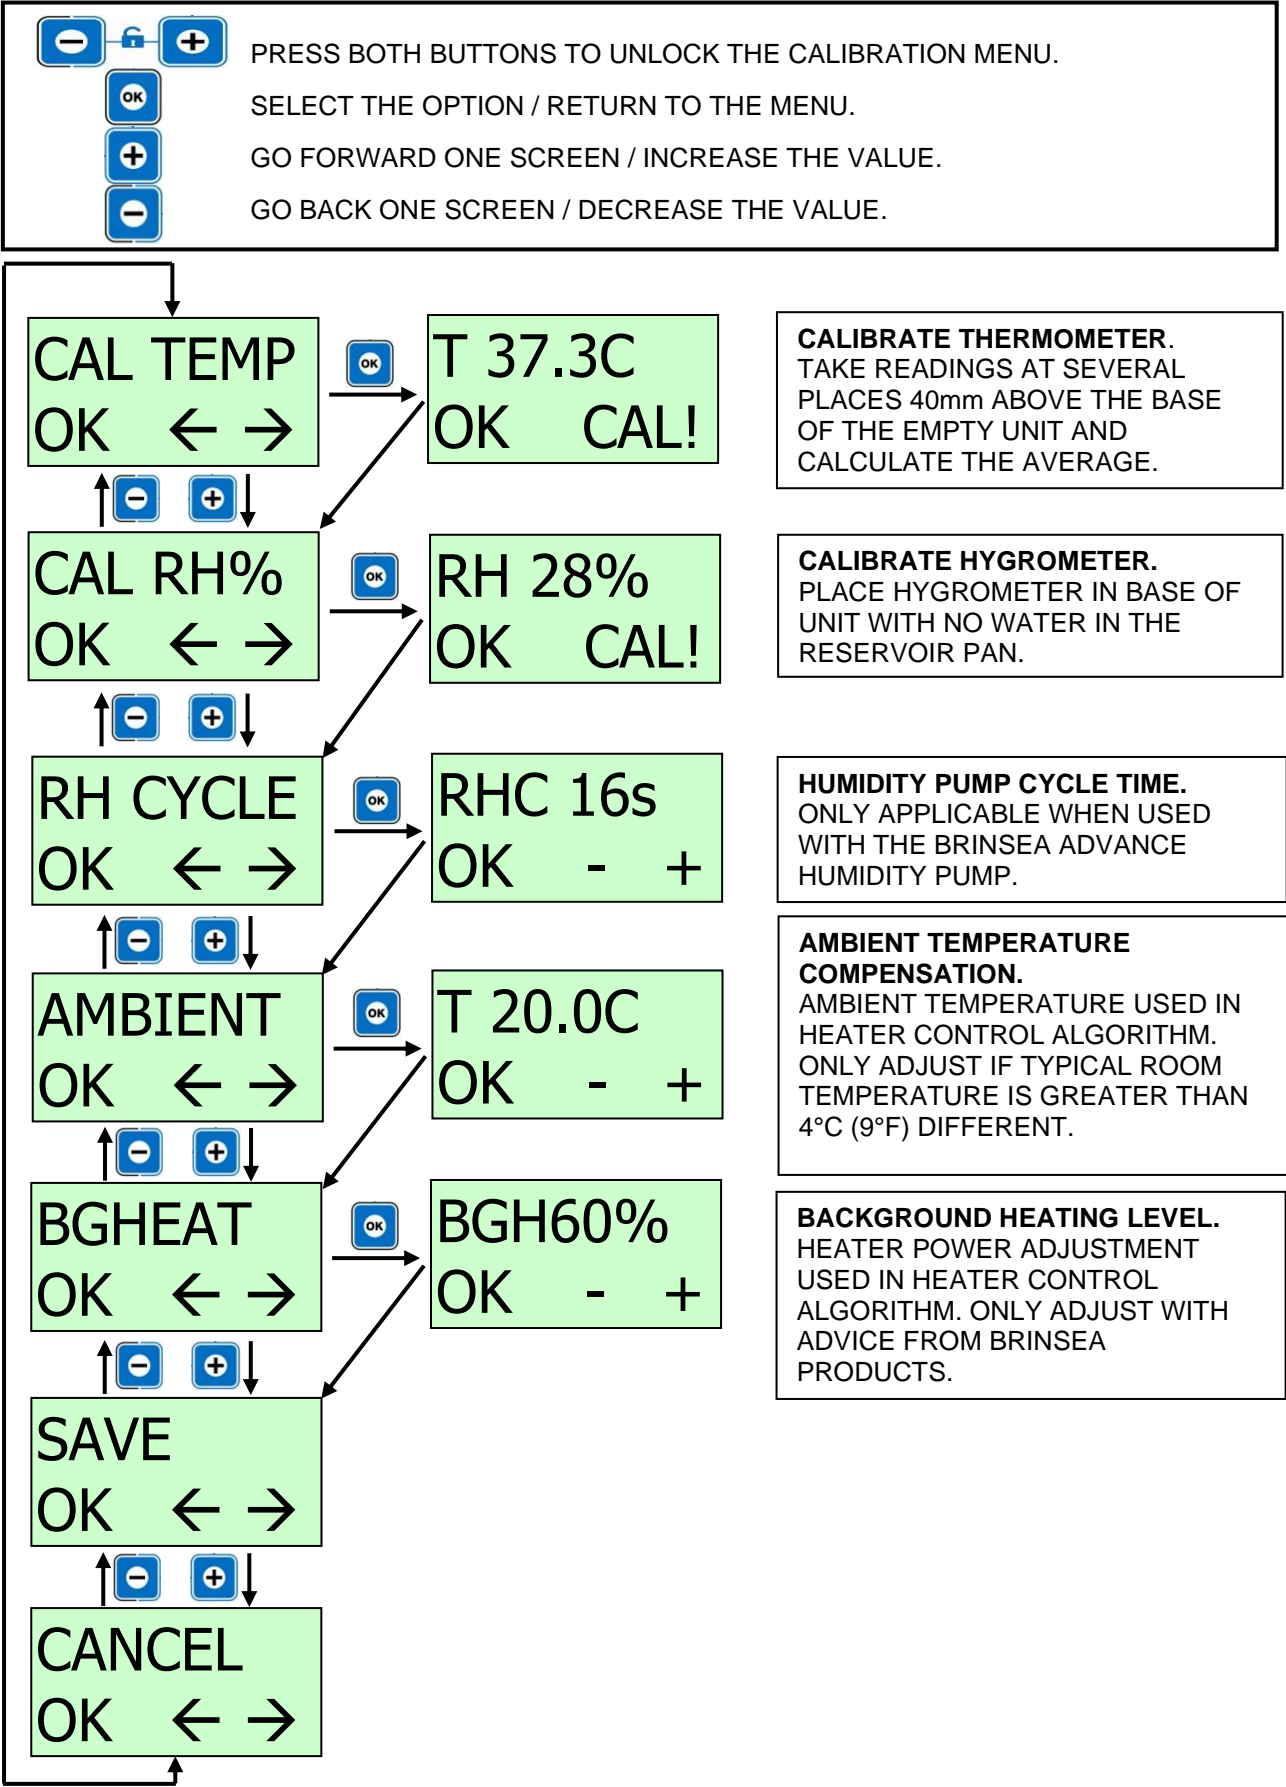 PRESS BOTH BUTTONS TO UNLOCK THE CALIBRATION MENU.
OK
SELECT THE OPTION / RETURN TO THE MENU.
GO FORWARD ONE SCREEN / INCREASE THE VALUE.
GO BACK ONE SCREEN / DECREASE THE VALUE.
CAL TEMP
OK ← →
OK
T 37.3C
OK CAL!
CALIBRATE THERMOMETER.
TAKE READINGS AT SEVERAL
PLACES 40mm ABOVE THE BASE
OF THE EMPTY UNIT AND
CALCULATE THE AVERAGE.
CAL RH%
OK ← →
OK
RH 28%
OK CAL!
CALIBRATE HYGROMETER.
PLACE HYGROMETER IN BASE OF
UNIT WITH NO WATER IN THE
RESERVOIR PAN.
RH CYCLE
OK ← →
OK
RHC 16s
OK - +
HUMIDITY PUMP CYCLE TIME.
ONLY APPLICABLE WHEN USED
WITH THE BRINSEA ADVANCE
HUMIDITY PUMP.
AMBIENT
OK ← →
OK
T 20.0C
OK - +
AMBIENT TEMPERATURE
COMPENSATION.
AMBIENT TEMPERATURE USED IN
HEATER CONTROL ALGORITHM.
ONLY ADJUST IF TYPICAL ROOM
TEMPERATURE IS GREATER THAN
4°C (9°F) DIFFERENT.
BGHEAT
OK ← →
OK
BGH60%
OK - +
BACKGROUND HEATING LEVEL.
HEATER POWER ADJUSTMENT
USED IN HEATER CONTROL
ALGORITHM. ONLY ADJUST WITH
ADVICE FROM BRINSEA
PRODUCTS.
SAVE
OK ← →
CANCEL
OK ← →